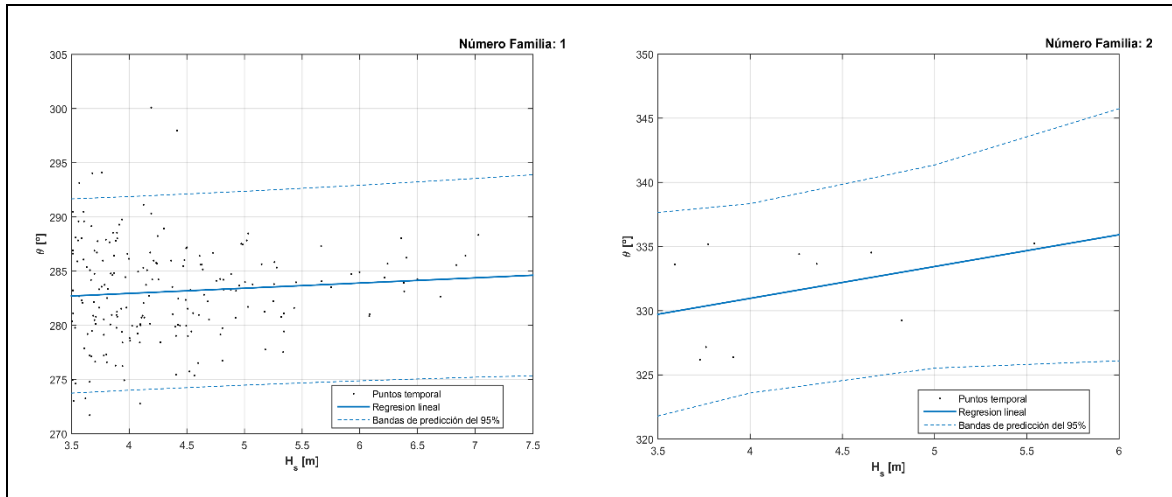 Número Familia: 1
305
300
295
290
285
280
275
270
θ [º]
3.5 4 4.5 5 5.5 6 6.5 7 7.5
H_s [m]
Puntos temporal
Regresion lineal
Bandas de predicción del 95%
Número Familia: 2
350
345
340
335
330
325
320
θ [º]
3.5 4 4.5 5 5.5 6
H_s [m]
Puntos temporal
Regresion lineal
Bandas de predicción del 95%